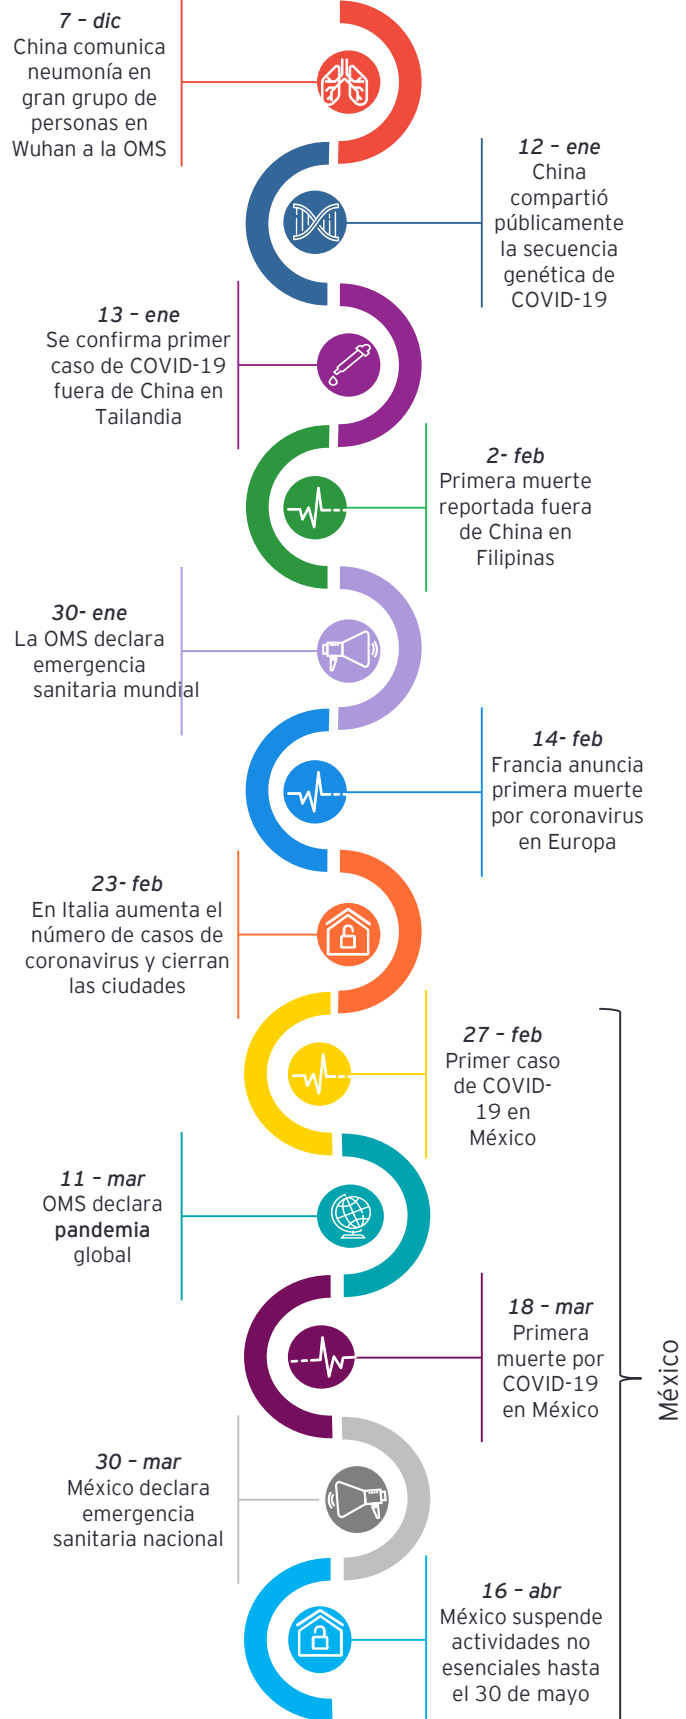 7 – dic
China comunica
neumonía en
gran grupo de
personas en
Wuhan a la OMS
12 – ene
China
compartió
públicamente
la secuencia
genética de
COVID-19
13 – ene
Se confirma primer
caso de COVID-19
fuera de China en
Tailandia
2- feb
Primera muerte
reportada fuera
de China en
Filipinas
30- ene
La OMS declara
emergencia
sanitaria mundial
14- feb
Francia anuncia
primera muerte
por coronavirus
en Europa
23- feb
En Italia aumenta el
número de casos de
coronavirus y cierran
las ciudades
27 – feb
Primer caso
de COVID-
19 en
México
11 – mar
OMS declara
pandemia
global
18 – mar
Primera
muerte por
COVID-19
en México
México
30 – mar
México declara
emergencia
sanitaria nacional
16 – abr
México suspende
actividades no
esenciales hasta
el 30 de mayo